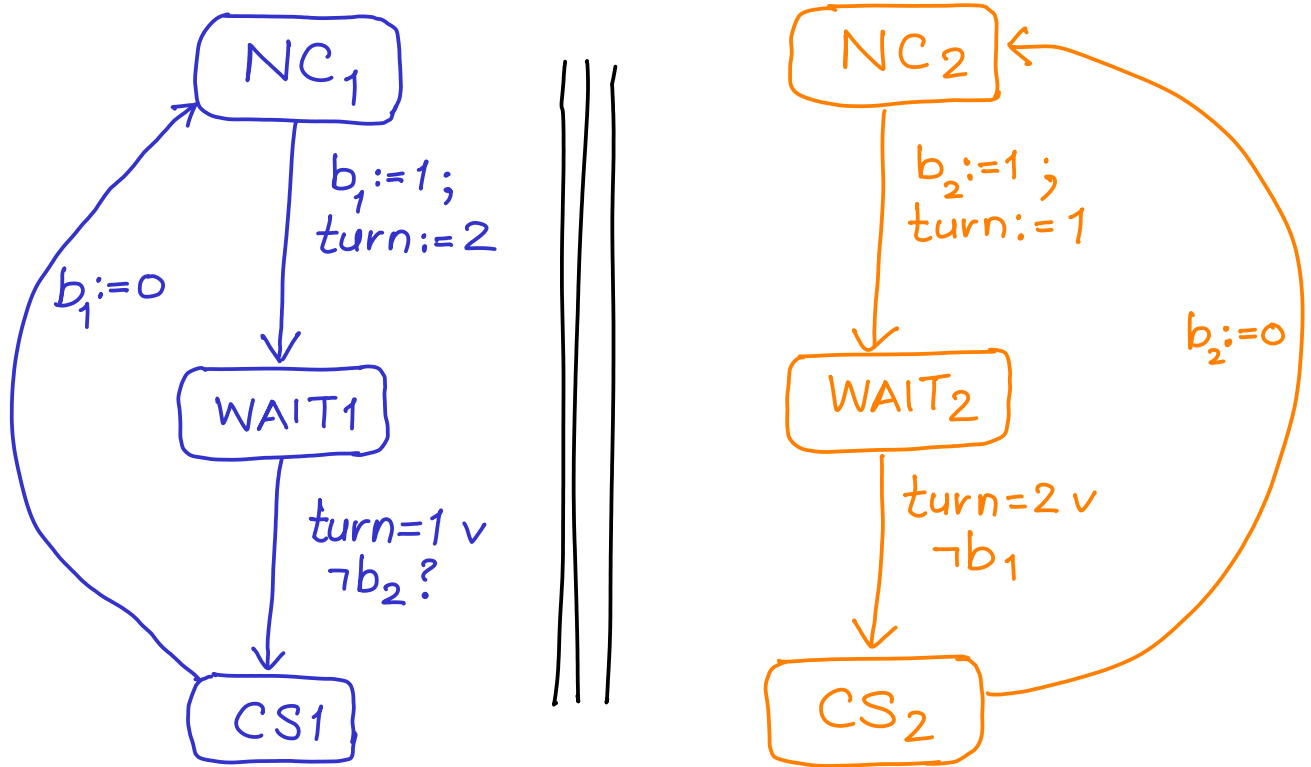 NC₁
b₁:=1;
turn:=2
b₁:=0
WAIT1
turn=1 ∨
¬b₂?
CS1
NC₂
b₂:=1;
turn:=1
b₂:=0
WAIT₂
turn=2 ∨
¬b₁
CS₂